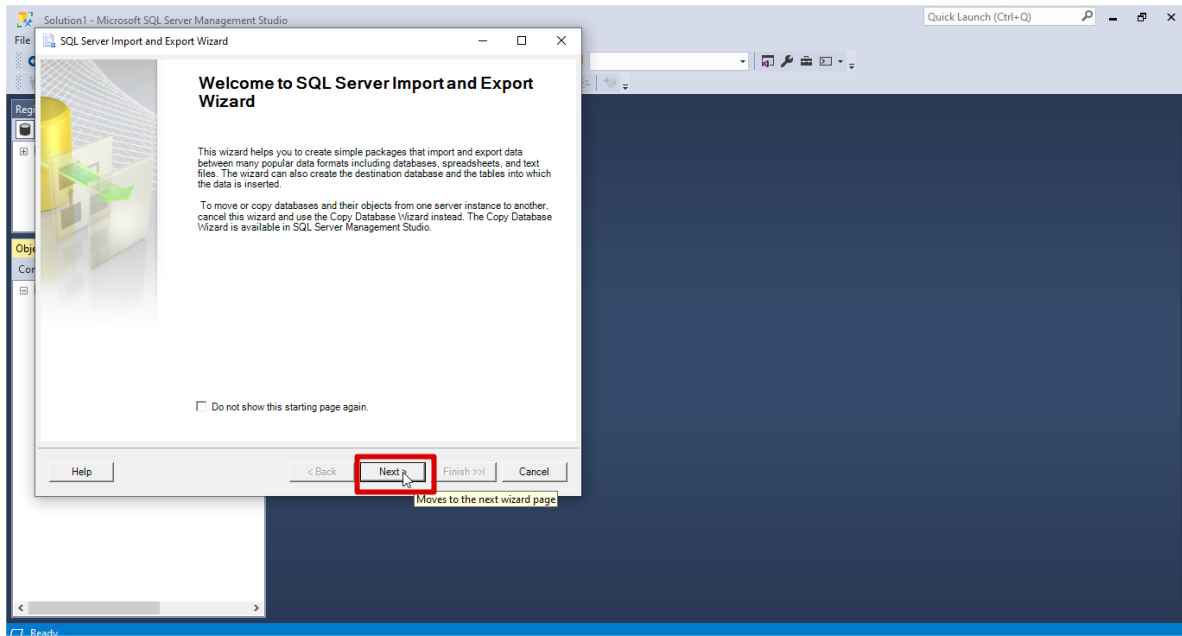 Solution1 - Microsoft SQL Server Management Studio
Quick Launch (Ctrl+Q)
File
SQL Server Import and Export Wizard
Welcome to SQL Server Import and Export
Wizard
This wizard helps you to create simple packages that import and export data
between many popular data formats including databases, spreadsheets, and text
files. The wizard can also create the destination database and the tables into which
the data is inserted.
To move or copy databases and their objects from one server instance to another,
cancel this wizard and use the Copy Database Wizard instead. The Copy Database
Wizard is available in SQL Server Management Studio.
Do not show this starting page again.
Help
< Back
Next >
Finish >>|
Cancel
Moves to the next wizard page
Regi
Obje
Cor
Ready